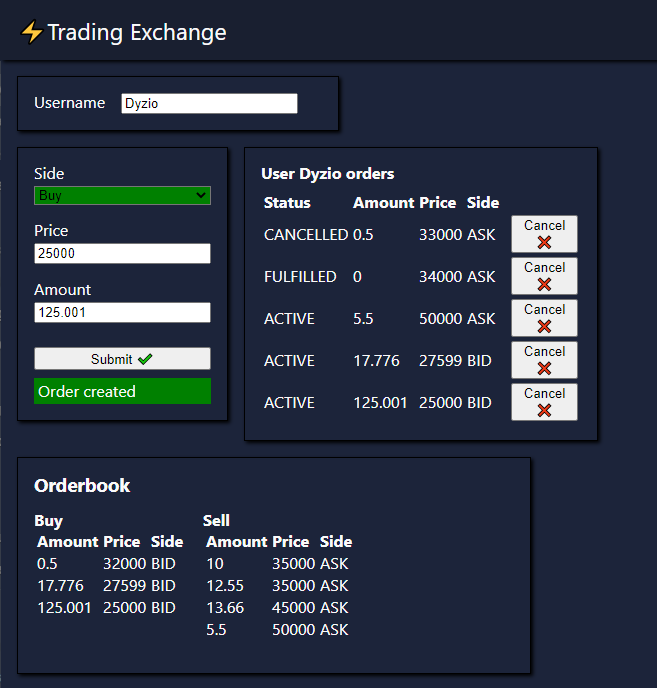 ⚡Trading Exchange
Username Dyzio
Side
Buy
Price
25000
Amount
125.001
Submit ✔
Order created
User Dyzio orders
Status Amount Price Side
CANCELLED 0.5 33000 ASK Cancel ❌
FULFILLED 0 34000 ASK Cancel ❌
ACTIVE 5.5 50000 ASK Cancel ❌
ACTIVE 17.776 27599 BID Cancel ❌
ACTIVE 125.001 25000 BID Cancel ❌
Orderbook
Buy
Amount Price Side
0.5 32000 BID
17.776 27599 BID
125.001 25000 BID
Sell
Amount Price Side
10 35000 ASK
12.55 35000 ASK
13.66 45000 ASK
5.5 50000 ASK